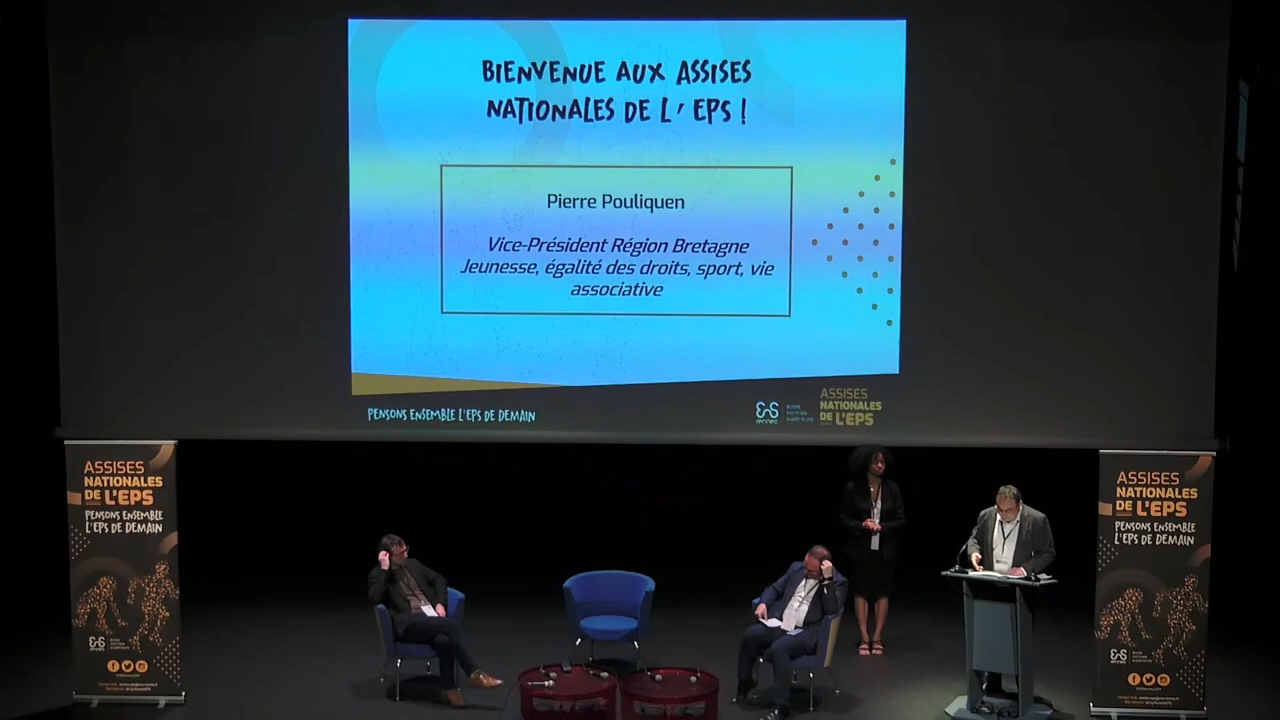 BIENVENUE AUX ASSISES
NATIONALES DE L' EPS !
Pierre Pouliquen
Vice-Président Région Bretagne
Jeunesse, égalité des droits, sport, vie
associative
PENSONS ENSEMBLE L'EPS DE DEMAIN
ENS
RENNES
ASSISES
NATIONALES
DE L'EPS
ASSISES
NATIONALES
DE L'EPS
PENSONS ENSEMBLE
L'EPS DE DEMAIN
ASSISES
NATIONALES
DE L'EPS
PENSONS ENSEMBLE
L'EPS DE DEMAIN